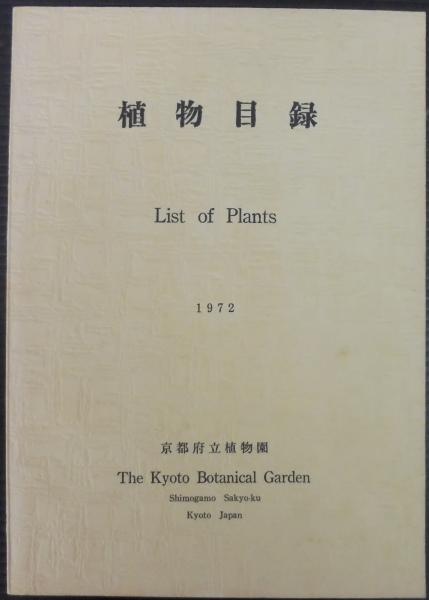 植物目録
List of Plants
1972
京都府立植物園
The Kyoto Botanical Garden
Shimogamo Sakyo-ku
Kyoto Japan